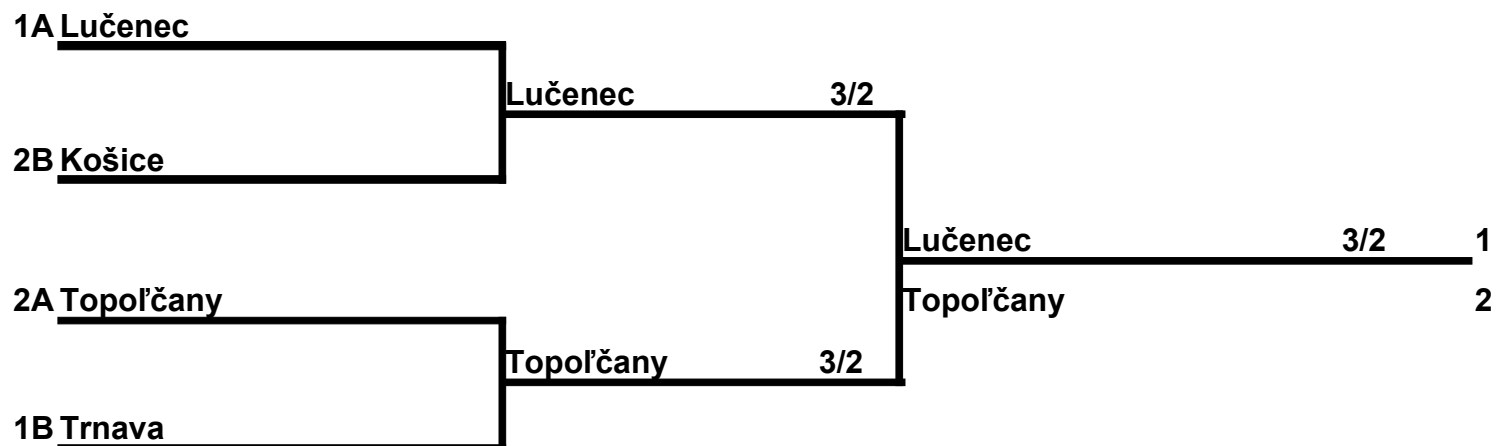 1A Lučenec
Lučenec 3/2
2B Košice
Lučenec 3/2 1
2A Topoľčany
Topoľčany 2
Topoľčany 3/2
1B Trnava